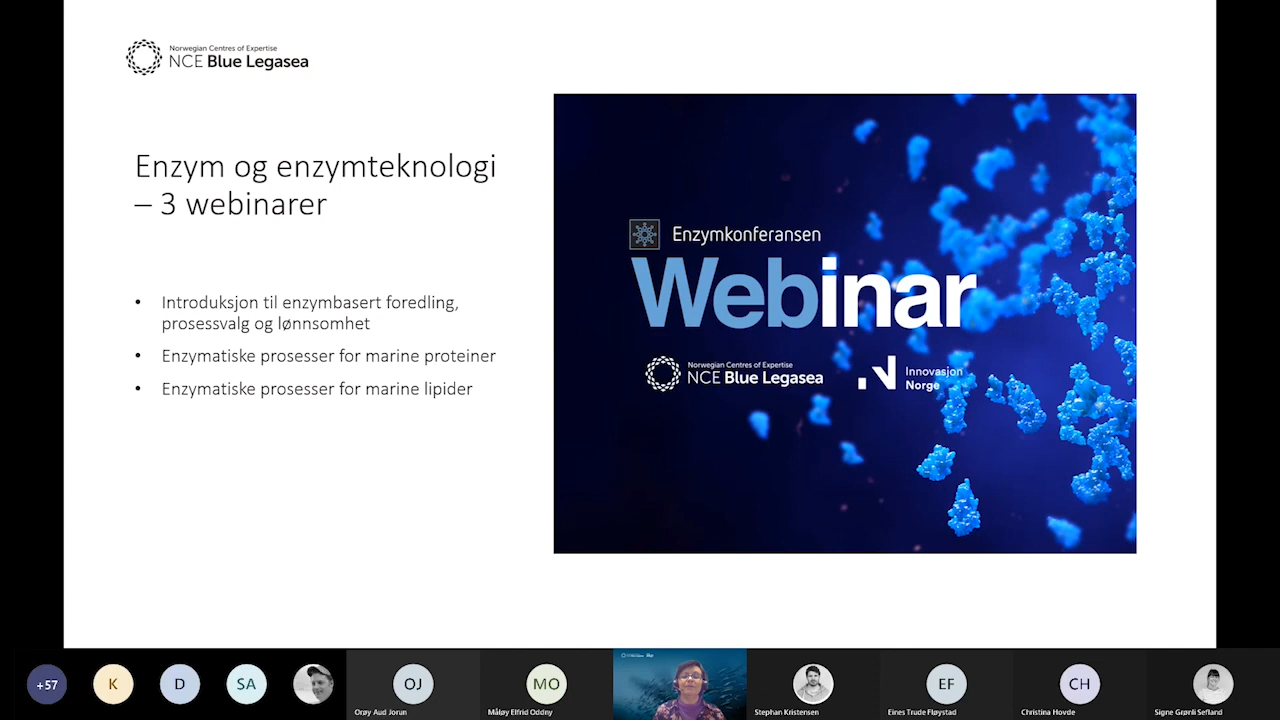 Norwegian Centres of Expertise
NCE Blue Legasea
Enzym og enzymteknologi
– 3 webinarer
• Introduksjon til enzymbasert foredling,
prosessvalg og lønnsomhet
• Enzymatiske prosesser for marine proteiner
• Enzymatiske prosesser for marine lipider
Enzymkonferansen
Webinar
Norwegian Centres of Expertise
NCE Blue Legasea
Innovasjon
Norge
+57
K
D
SA
OJ
Orøy Aud Jorun
MO
Måløy Elfrid Oddny
Stephan Kristensen
EF
Eines Trude Fløystad
CH
Christina Hovde
Signe Grønli Sefland